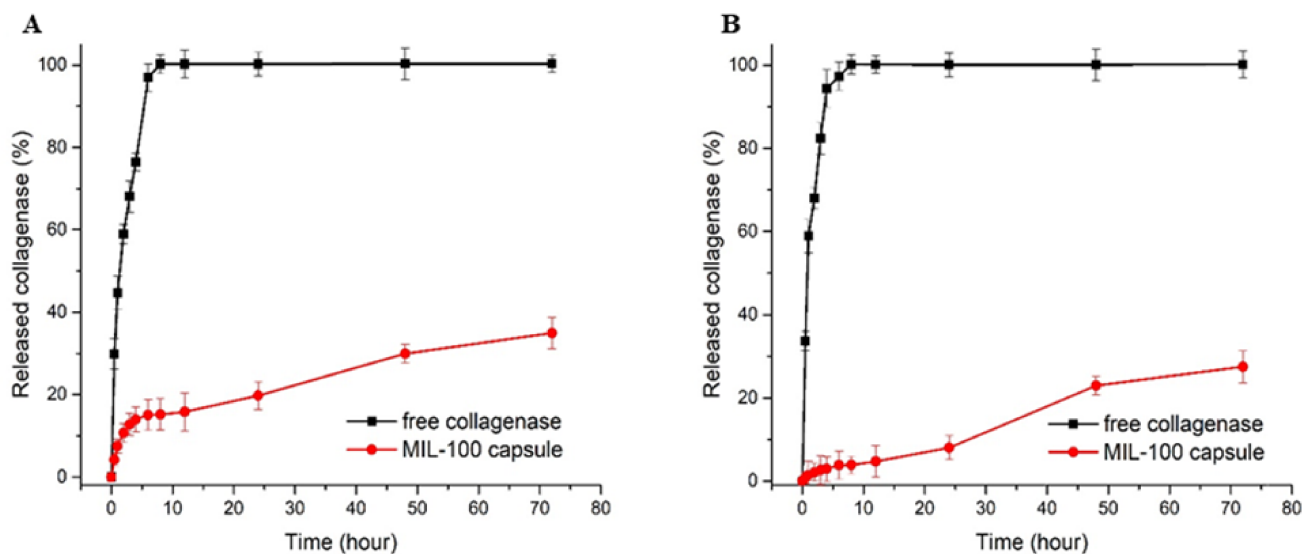 A
Released collagenase (%)
100
80
60
40
20
0
free collagenase
MIL-100 capsule
0 10 20 30 40 50 60 70 80
Time (hour)
B
Released collagenase (%)
100
80
60
40
20
0
free collagenase
MIL-100 capsule
0 10 20 30 40 50 60 70 80
Time (hour)